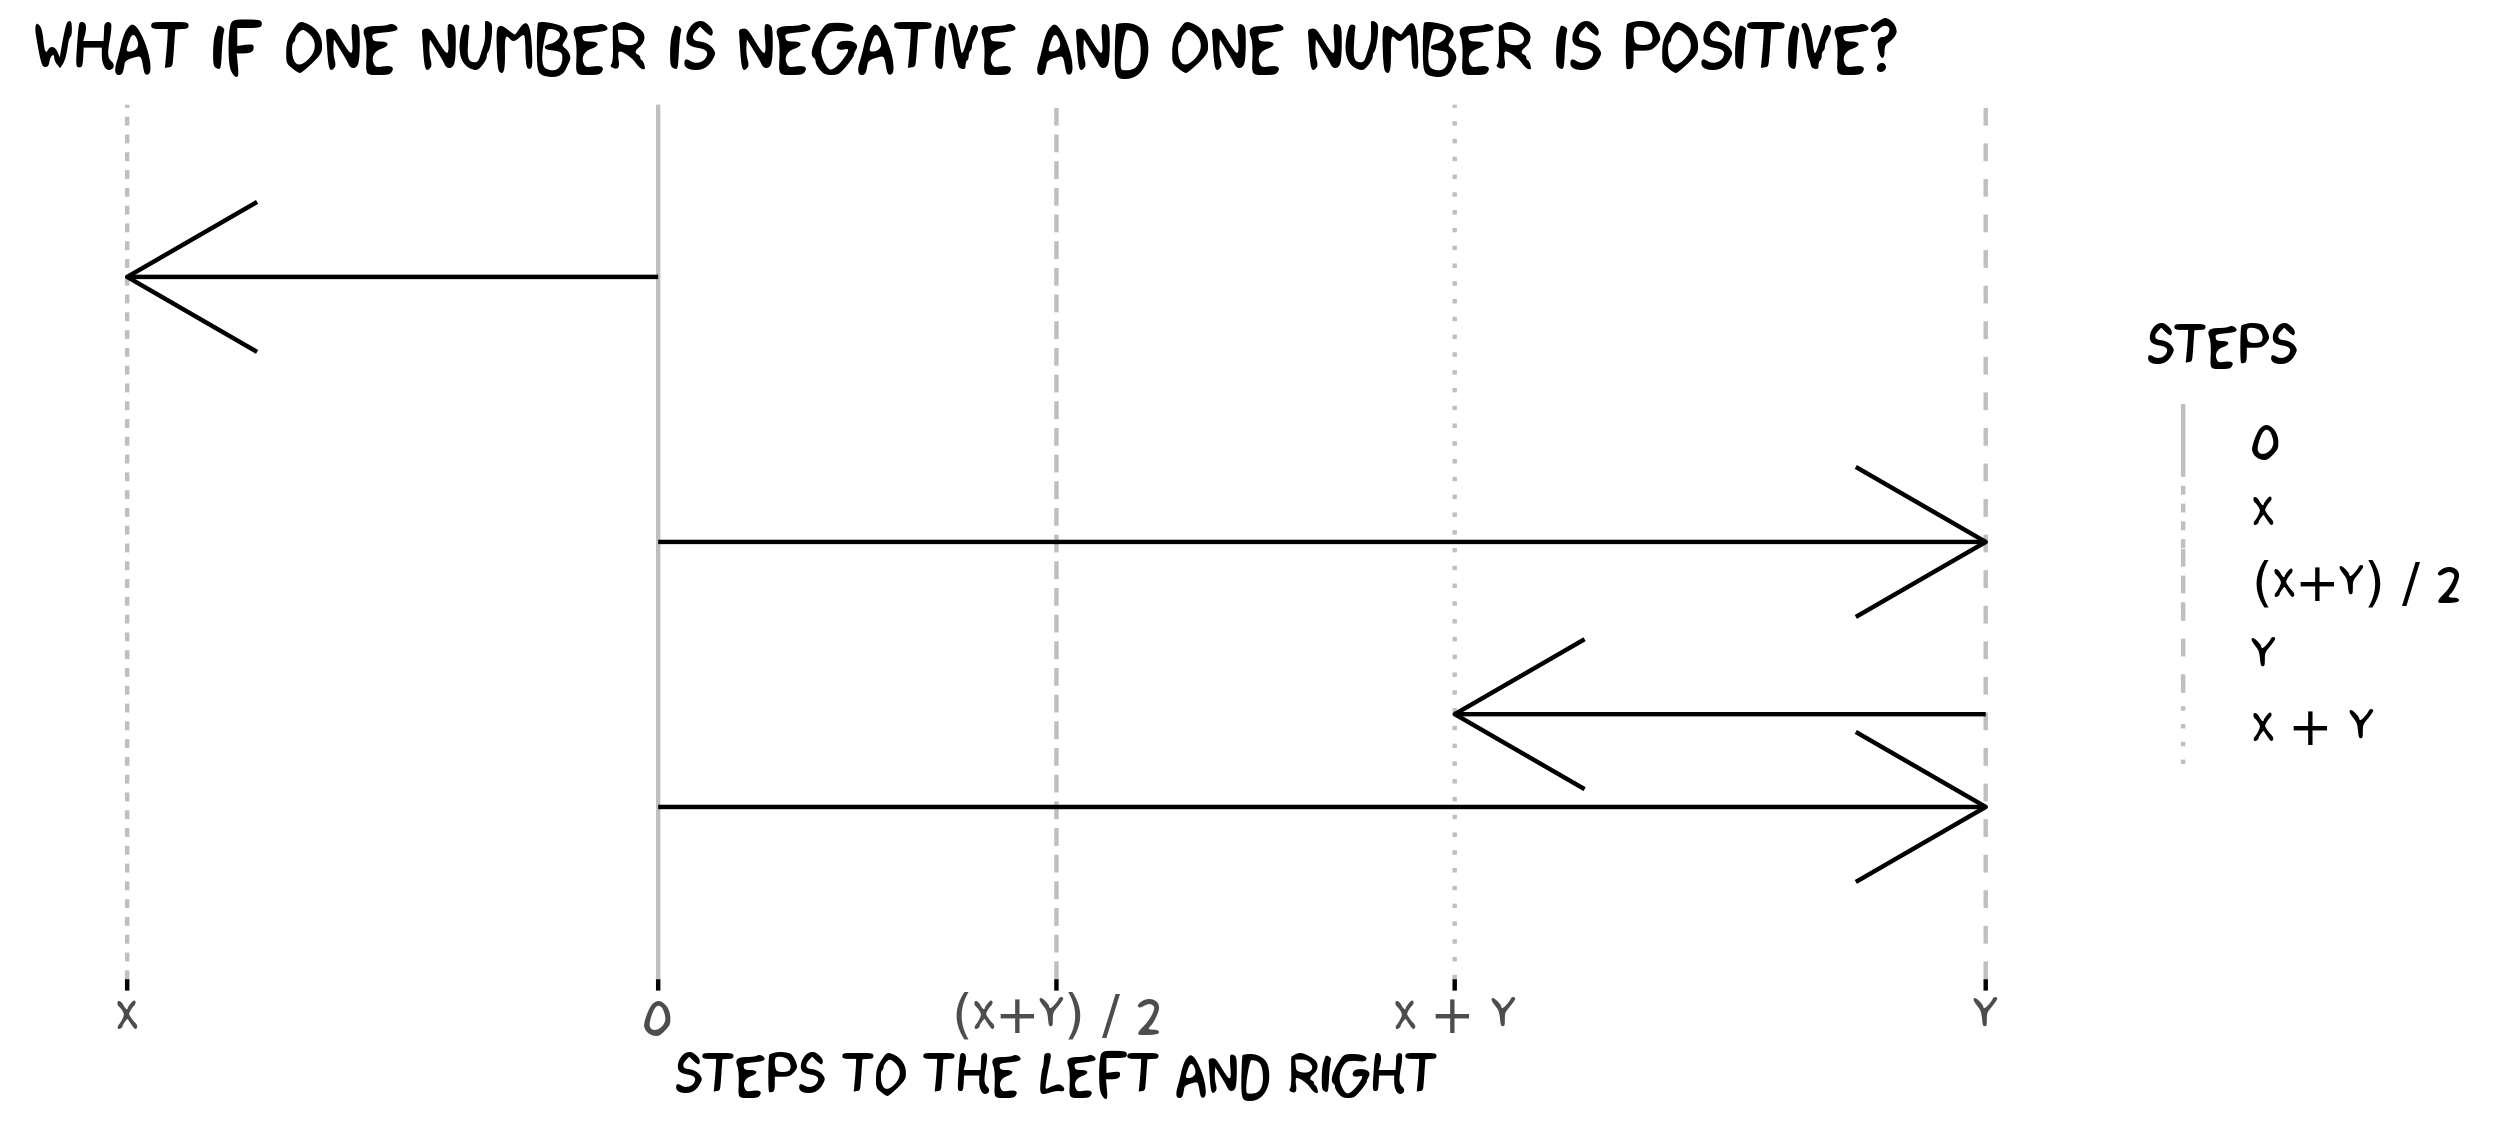 WHAT IF ONE NUMBER IS NEGATIVE AND ONE NUMBER IS POSITIVE?
STEPS
0
X
(X+Y) / 2
Y
X + Y
X
0
(X+Y) / 2
X + Y
Y
STEPS TO THE LEFT AND RIGHT